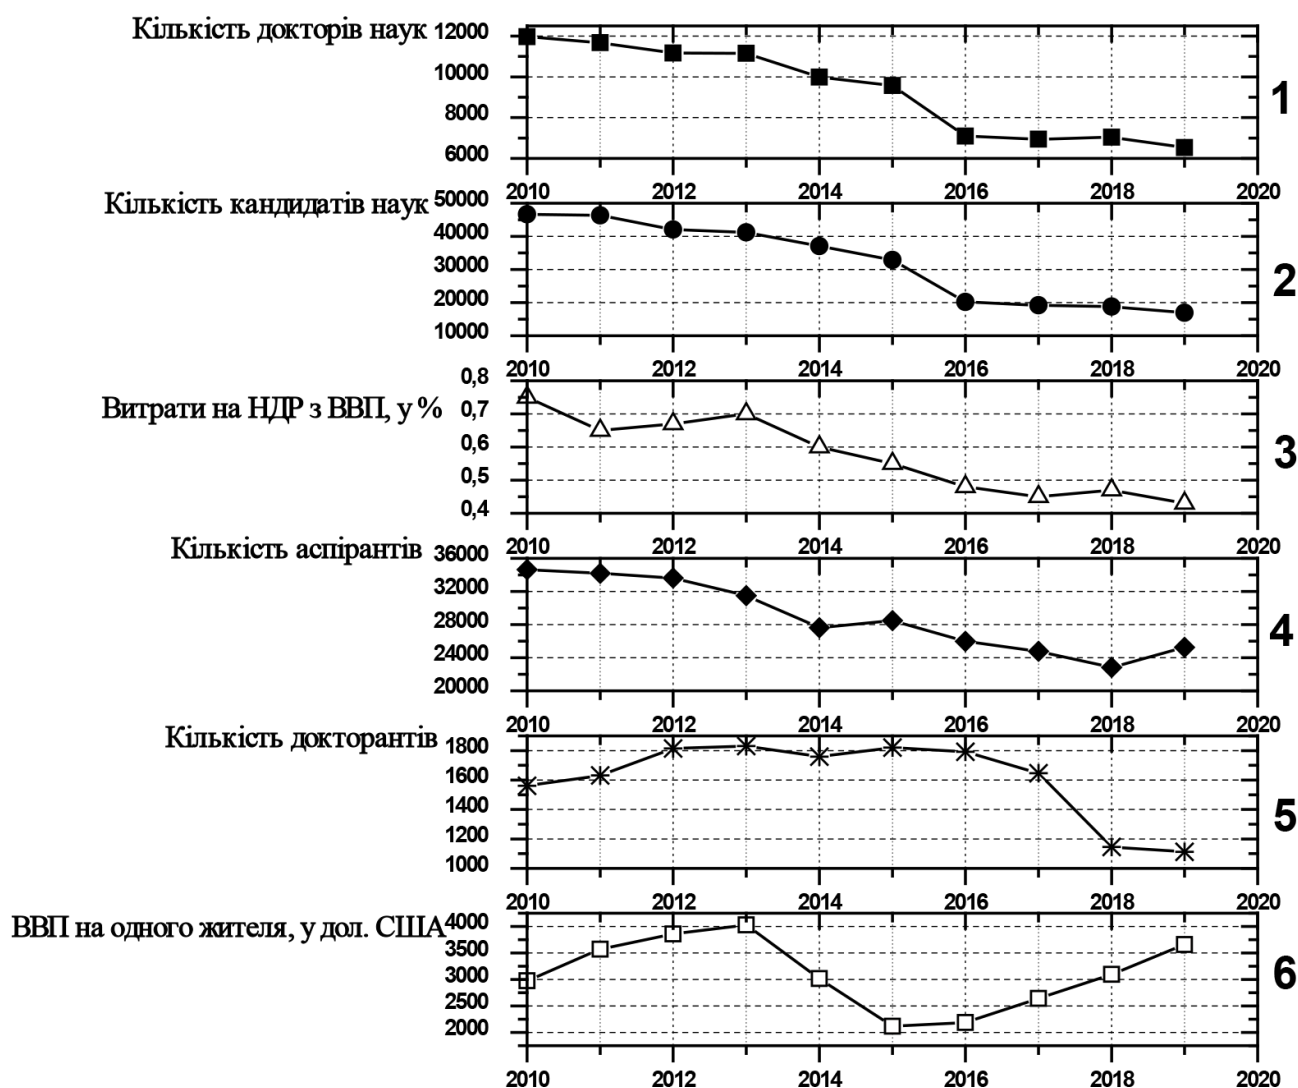 Кількість докторів наук
12000
10000
8000
6000
1
2010 2012 2014 2016 2018 2020
Кількість кандидатів наук
50000
40000
30000
20000
10000
2
2010 2012 2014 2016 2018 2020
Витрати на НДР з ВВП, у %
0,8
0,7
0,6
0,5
0,4
3
2010 2012 2014 2016 2018 2020
Кількість аспірантів
36000
32000
28000
24000
20000
4
2010 2012 2014 2016 2018 2020
Кількість докторантів
1800
1600
1400
1200
1000
5
2010 2012 2014 2016 2018 2020
ВВП на одного жителя, у дол. США
4000
3500
3000
2500
2000
6
2010 2012 2014 2016 2018 2020